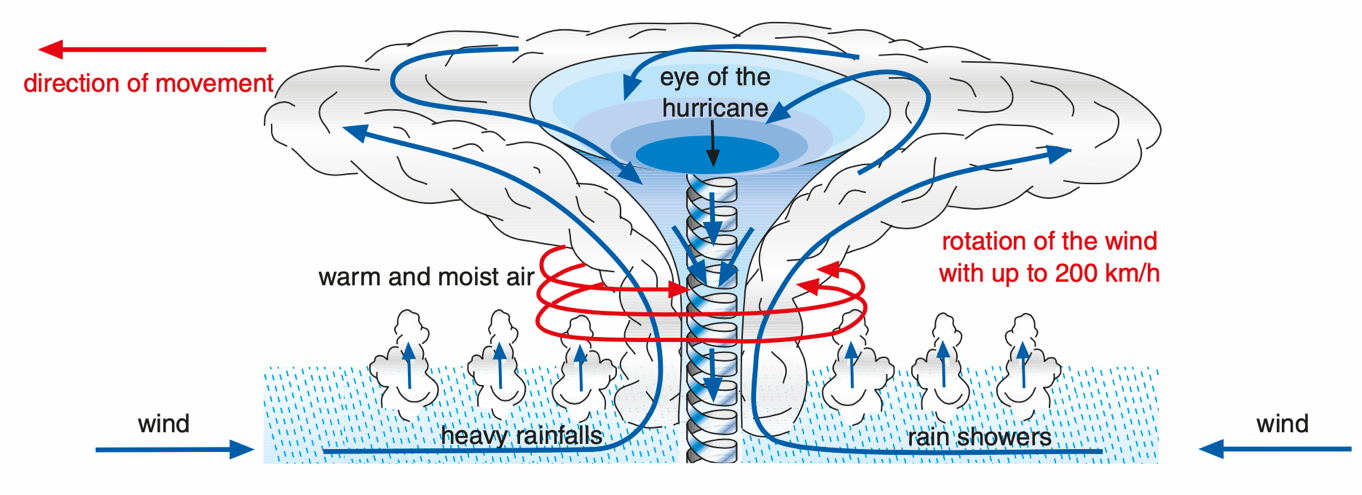 direction of movement
eye of the
hurricane
warm and moist air
rotation of the wind
with up to 200 km/h
wind
heavy rainfalls
rain showers
wind